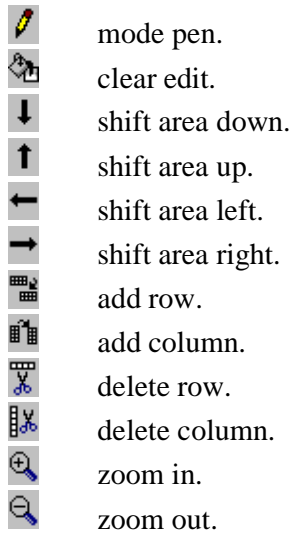 mode pen.
clear edit.
shift area down.
shift area up.
shift area left.
shift area right.
add row.
add column.
delete row.
delete column.
zoom in.
zoom out.